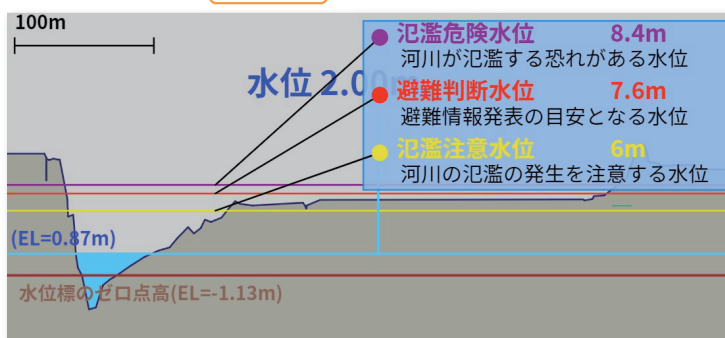 100m
氾濫危険水位 8.4m
河川が氾濫する恐れがある水位
水位 2.00m
避難判断水位 7.6m
避難情報発表の目安となる水位
氾濫注意水位 6m
河川の氾濫の発生を注意する水位
(EL=0.87m)
水位標のゼロ点高(EL=-1.13m)